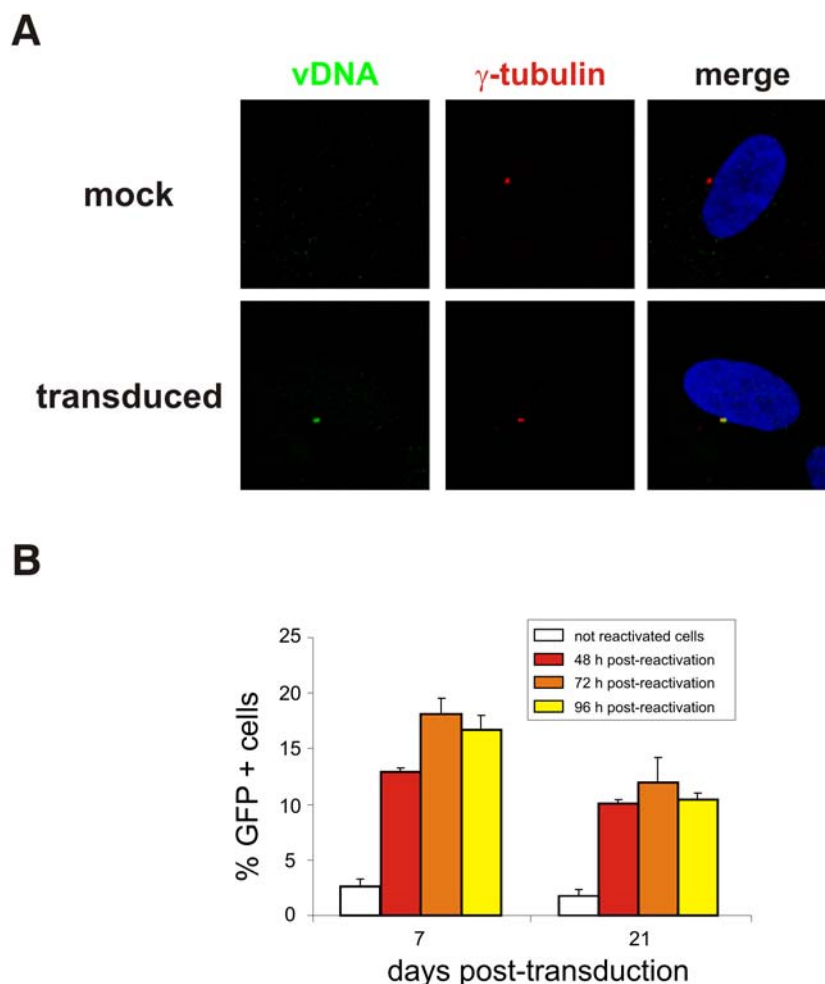 A
vDNA
γ-tubulin
merge
mock
transduced
B
25
20
15
10
5
0
% GFP + cells
not reactivated cells
48 h post-reactivation
72 h post-reactivation
96 h post-reactivation
7
21
days post-transduction